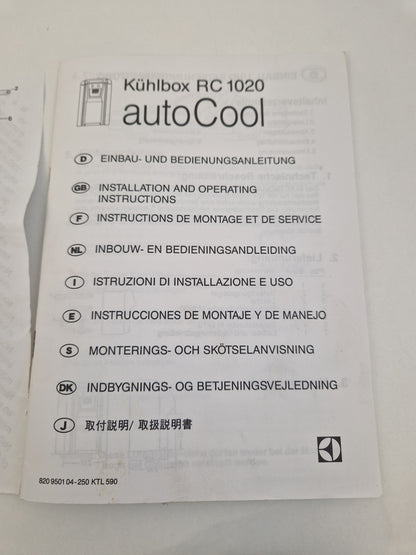 Kühlbox RC 1020
autoCool
D EINBAU- UND BEDIENUNGSANLEITUNG
GB INSTALLATION AND OPERATING
INSTRUCTIONS
F INSTRUCTIONS DE MONTAGE ET DE SERVICE
NL INBOUW- EN BEDIENINGSANDLEIDING
I ISTRUZIONI DI INSTALLAZIONE E USO
E INSTRUCCIONES DE MONTAJE Y DE MANEJO
S MONTERINGS- OCH SKÖTSELANVISNING
DK INDBYGNINGS- OG BETJENINGSVEJLEDNING
J 取付説明/ 取扱説明書
820 9501 04-250 KTL 590